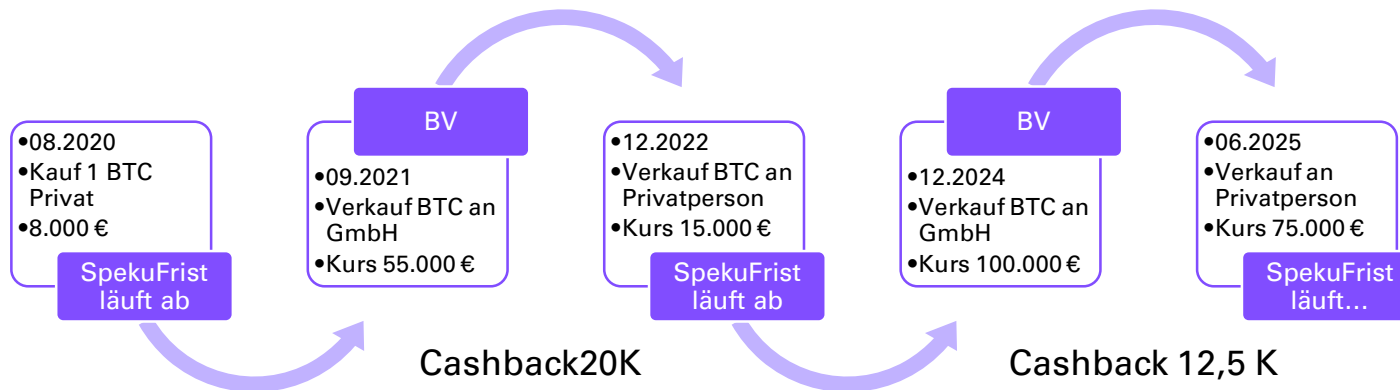 •08.2020
•Kauf 1 BTC
Privat
•8.000 €
SpekuFrist
läuft ab
BV
•09.2021
•Verkauf BTC an
GmbH
•Kurs 55.000 €
•12.2022
•Verkauf BTC an
Privatperson
•Kurs 15.000 €
SpekuFrist
läuft ab
BV
•12.2024
•Verkauf BTC an
GmbH
•Kurs 100.000 €
•06.2025
•Verkauf an
Privatperson
•Kurs 75.000 €
SpekuFrist
läuft...
Cashback20K
Cashback 12,5 K